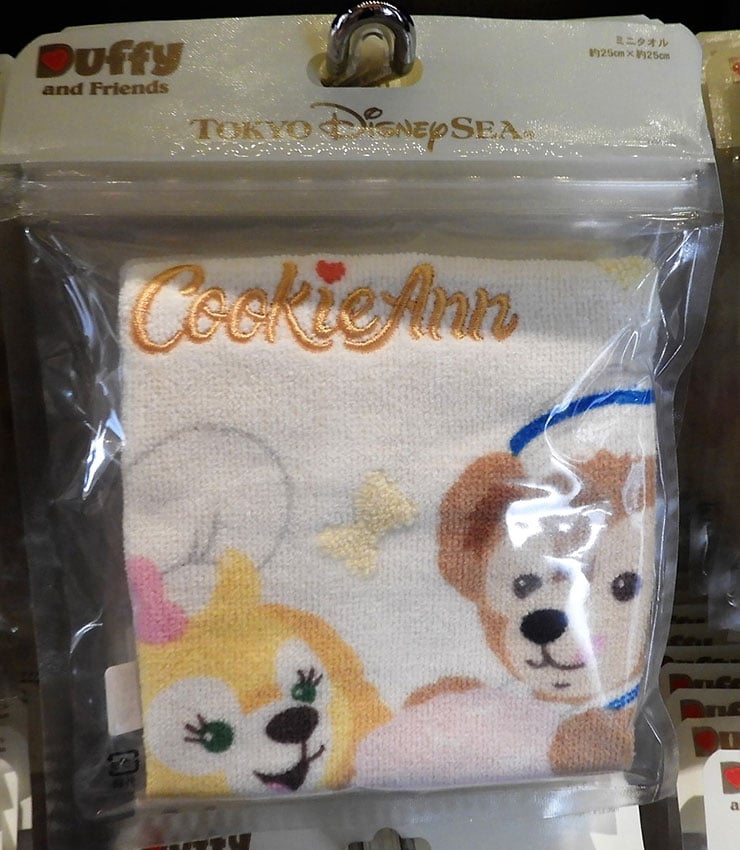 Duffy
and Friends
ミニタオル
約25cm×約25cm
TOKYO DisneySEA
CookieAnn